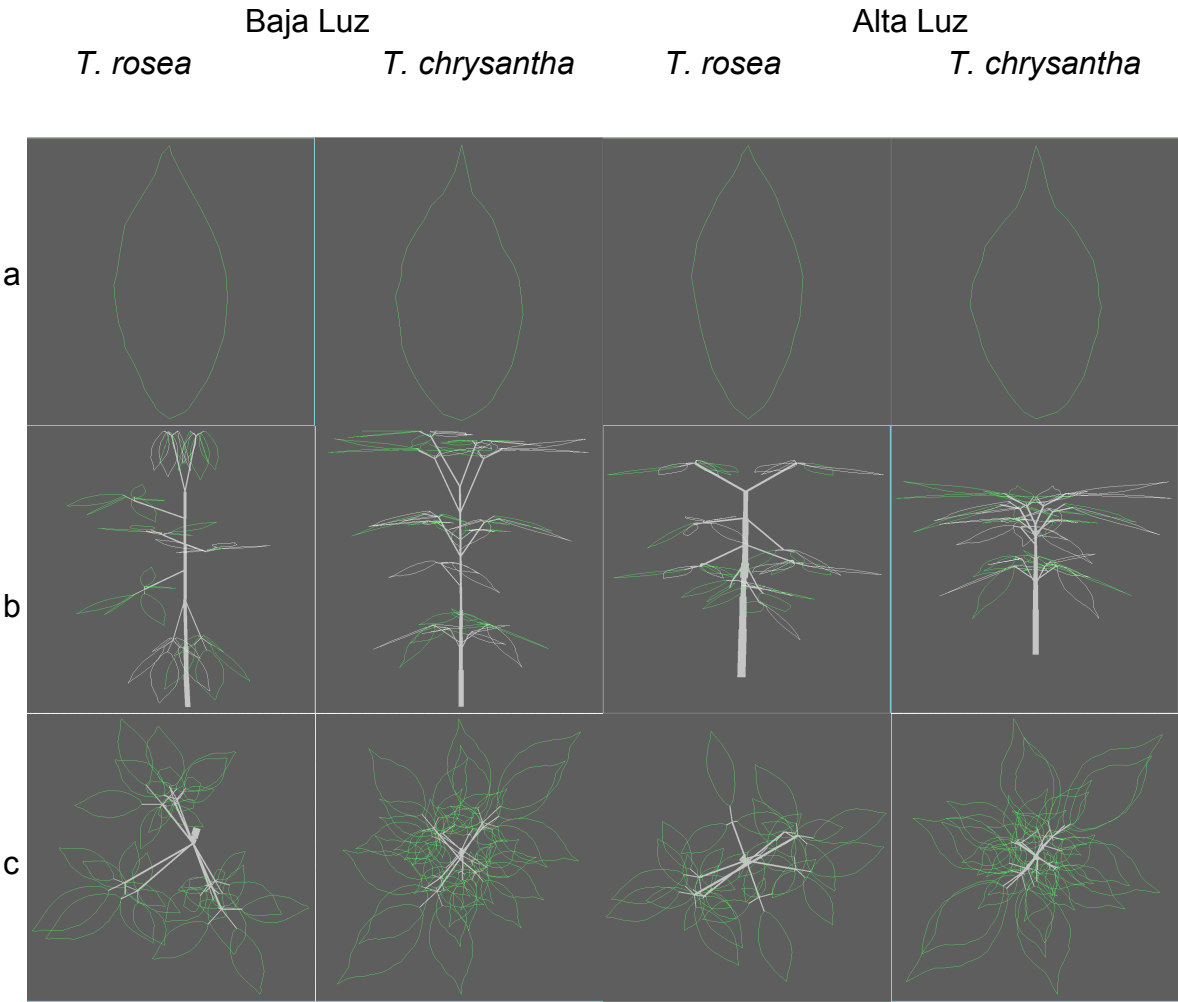 Baja Luz Alta Luz
T. rosea T. chrysantha T. rosea T. chrysantha
a
b
c